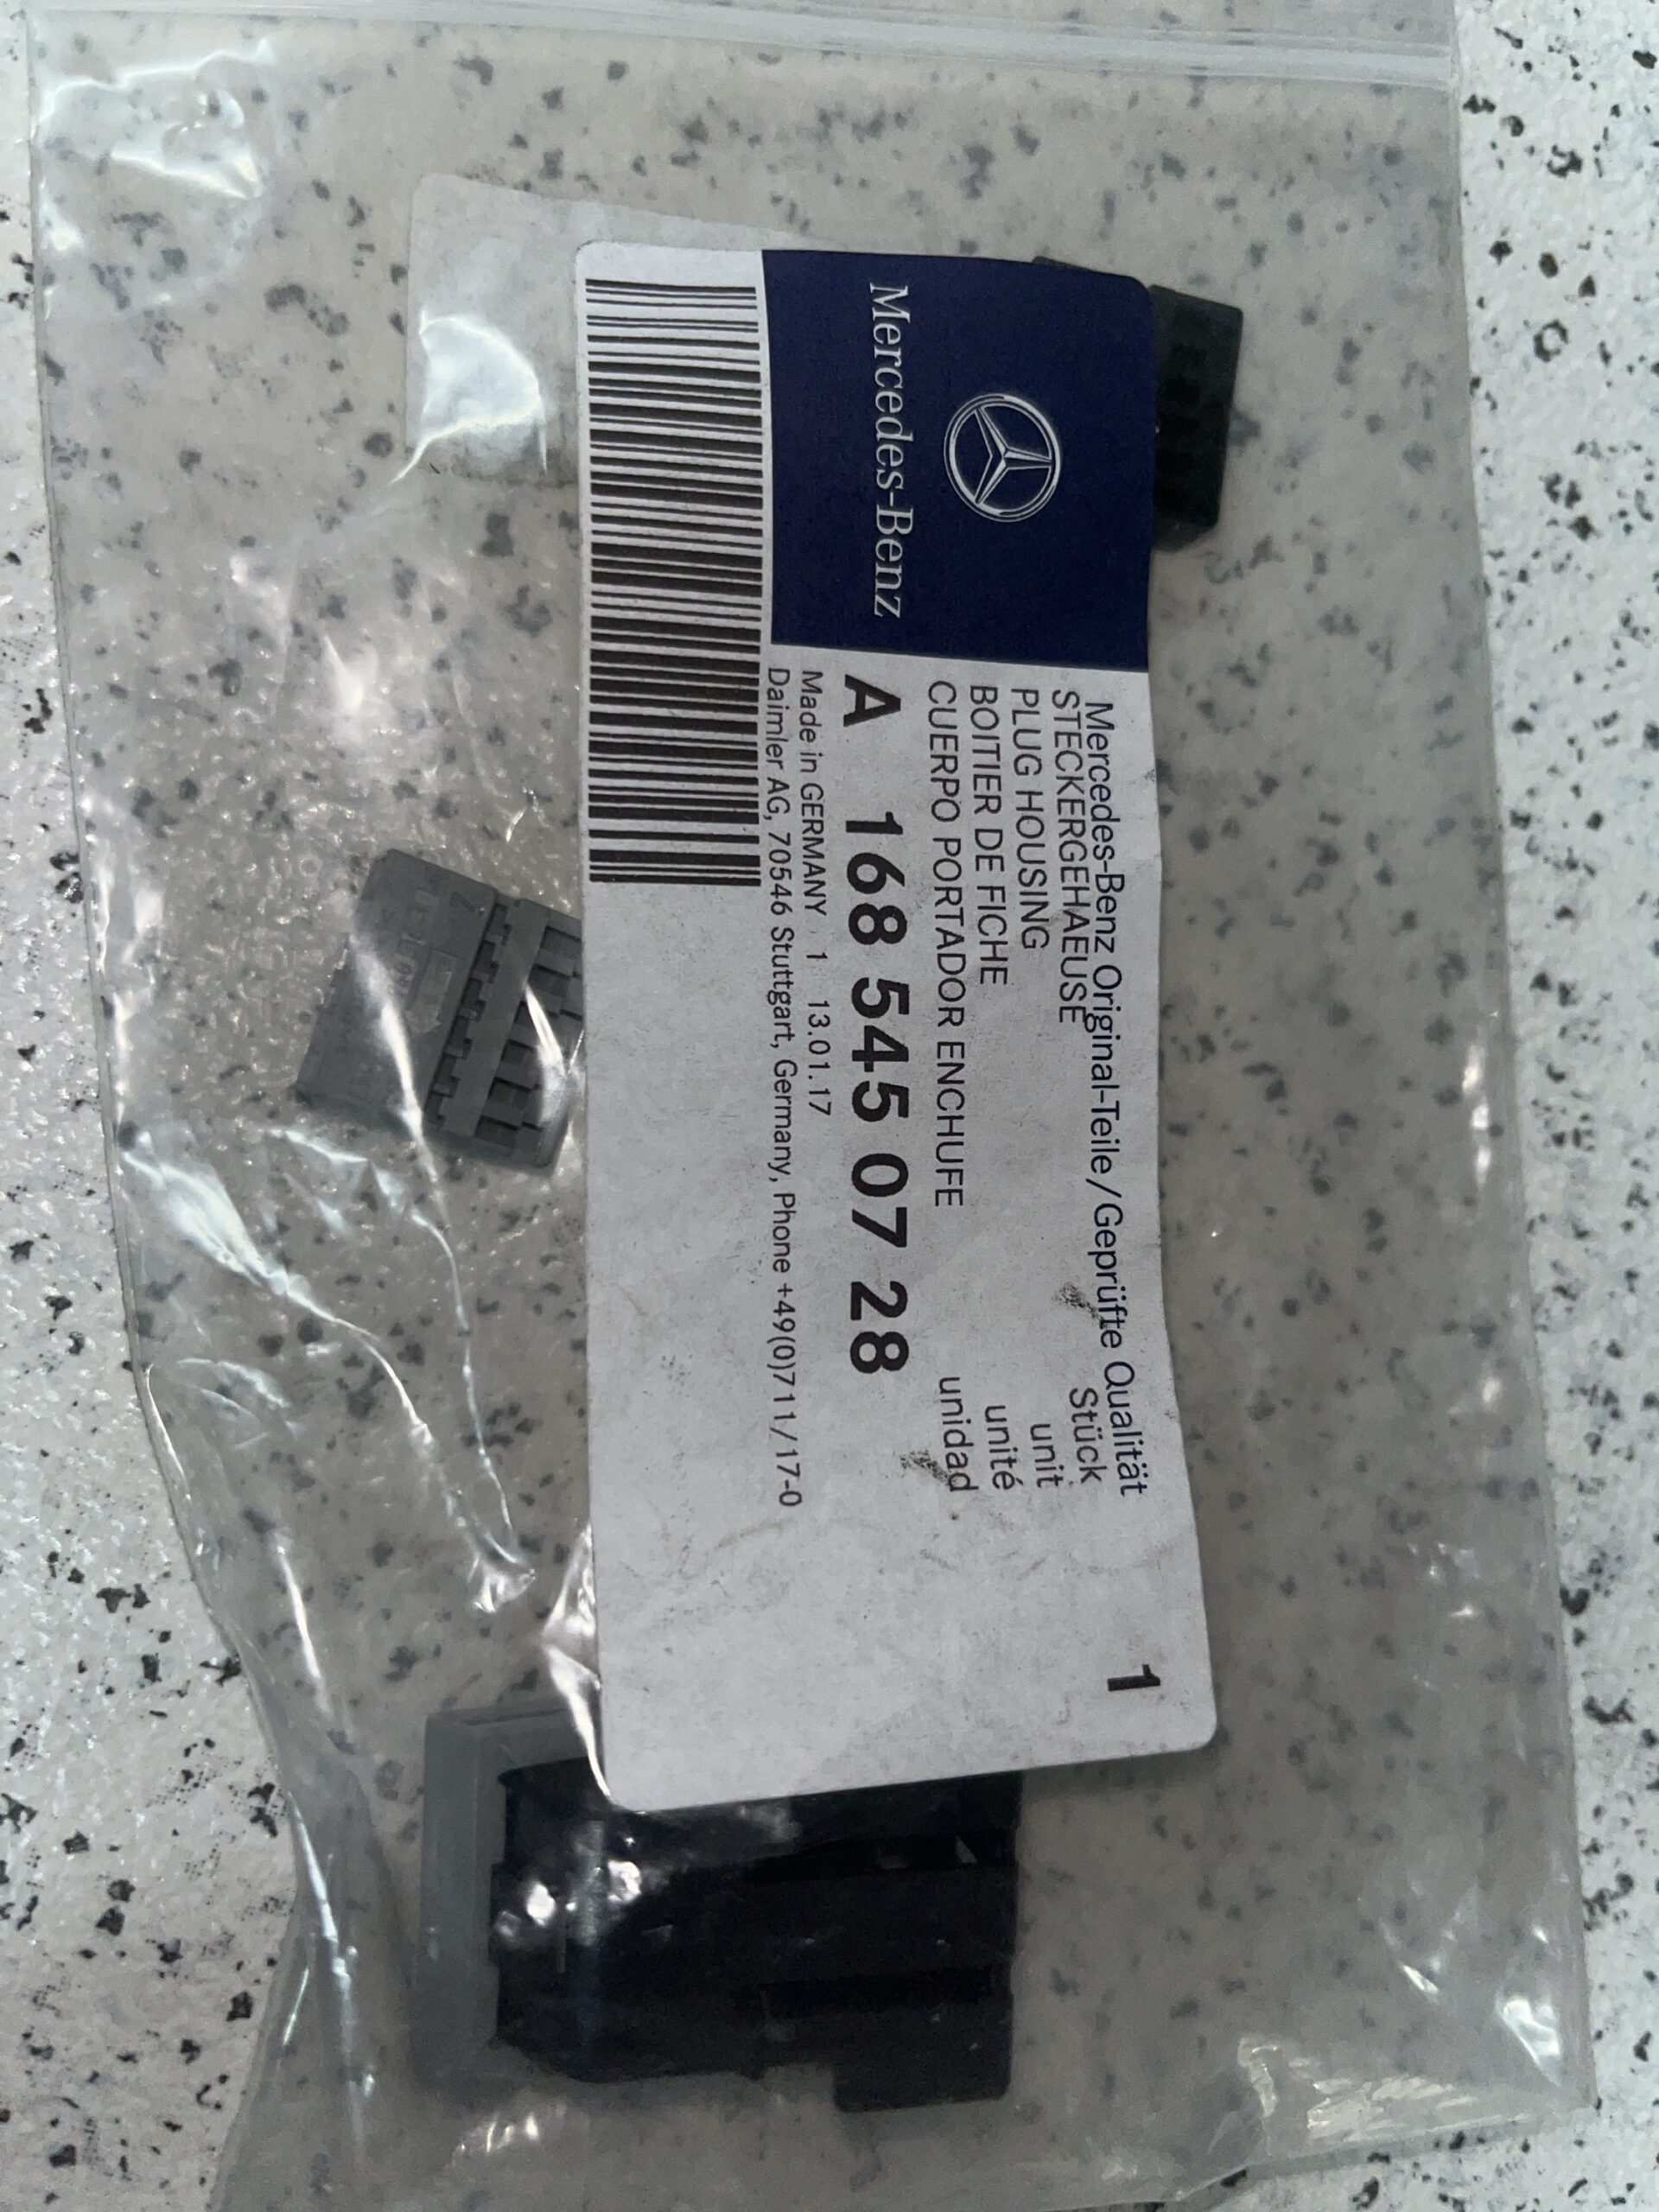 Mercedes-Benz
Mercedes-Benz Original-Teile/Geprüfte Qualität
STECKERGEHAEUSE Stück 1
PLUG HOUSING unit
BOITIER DE FICHE unité
CUERPO PORTADOR ENCHUFE unidad
A 168 545 07 28
Made in GERMANY 1 13.01.17
Daimler AG, 70546 Stuttgart, Germany, Phone +49(0)711/17-0